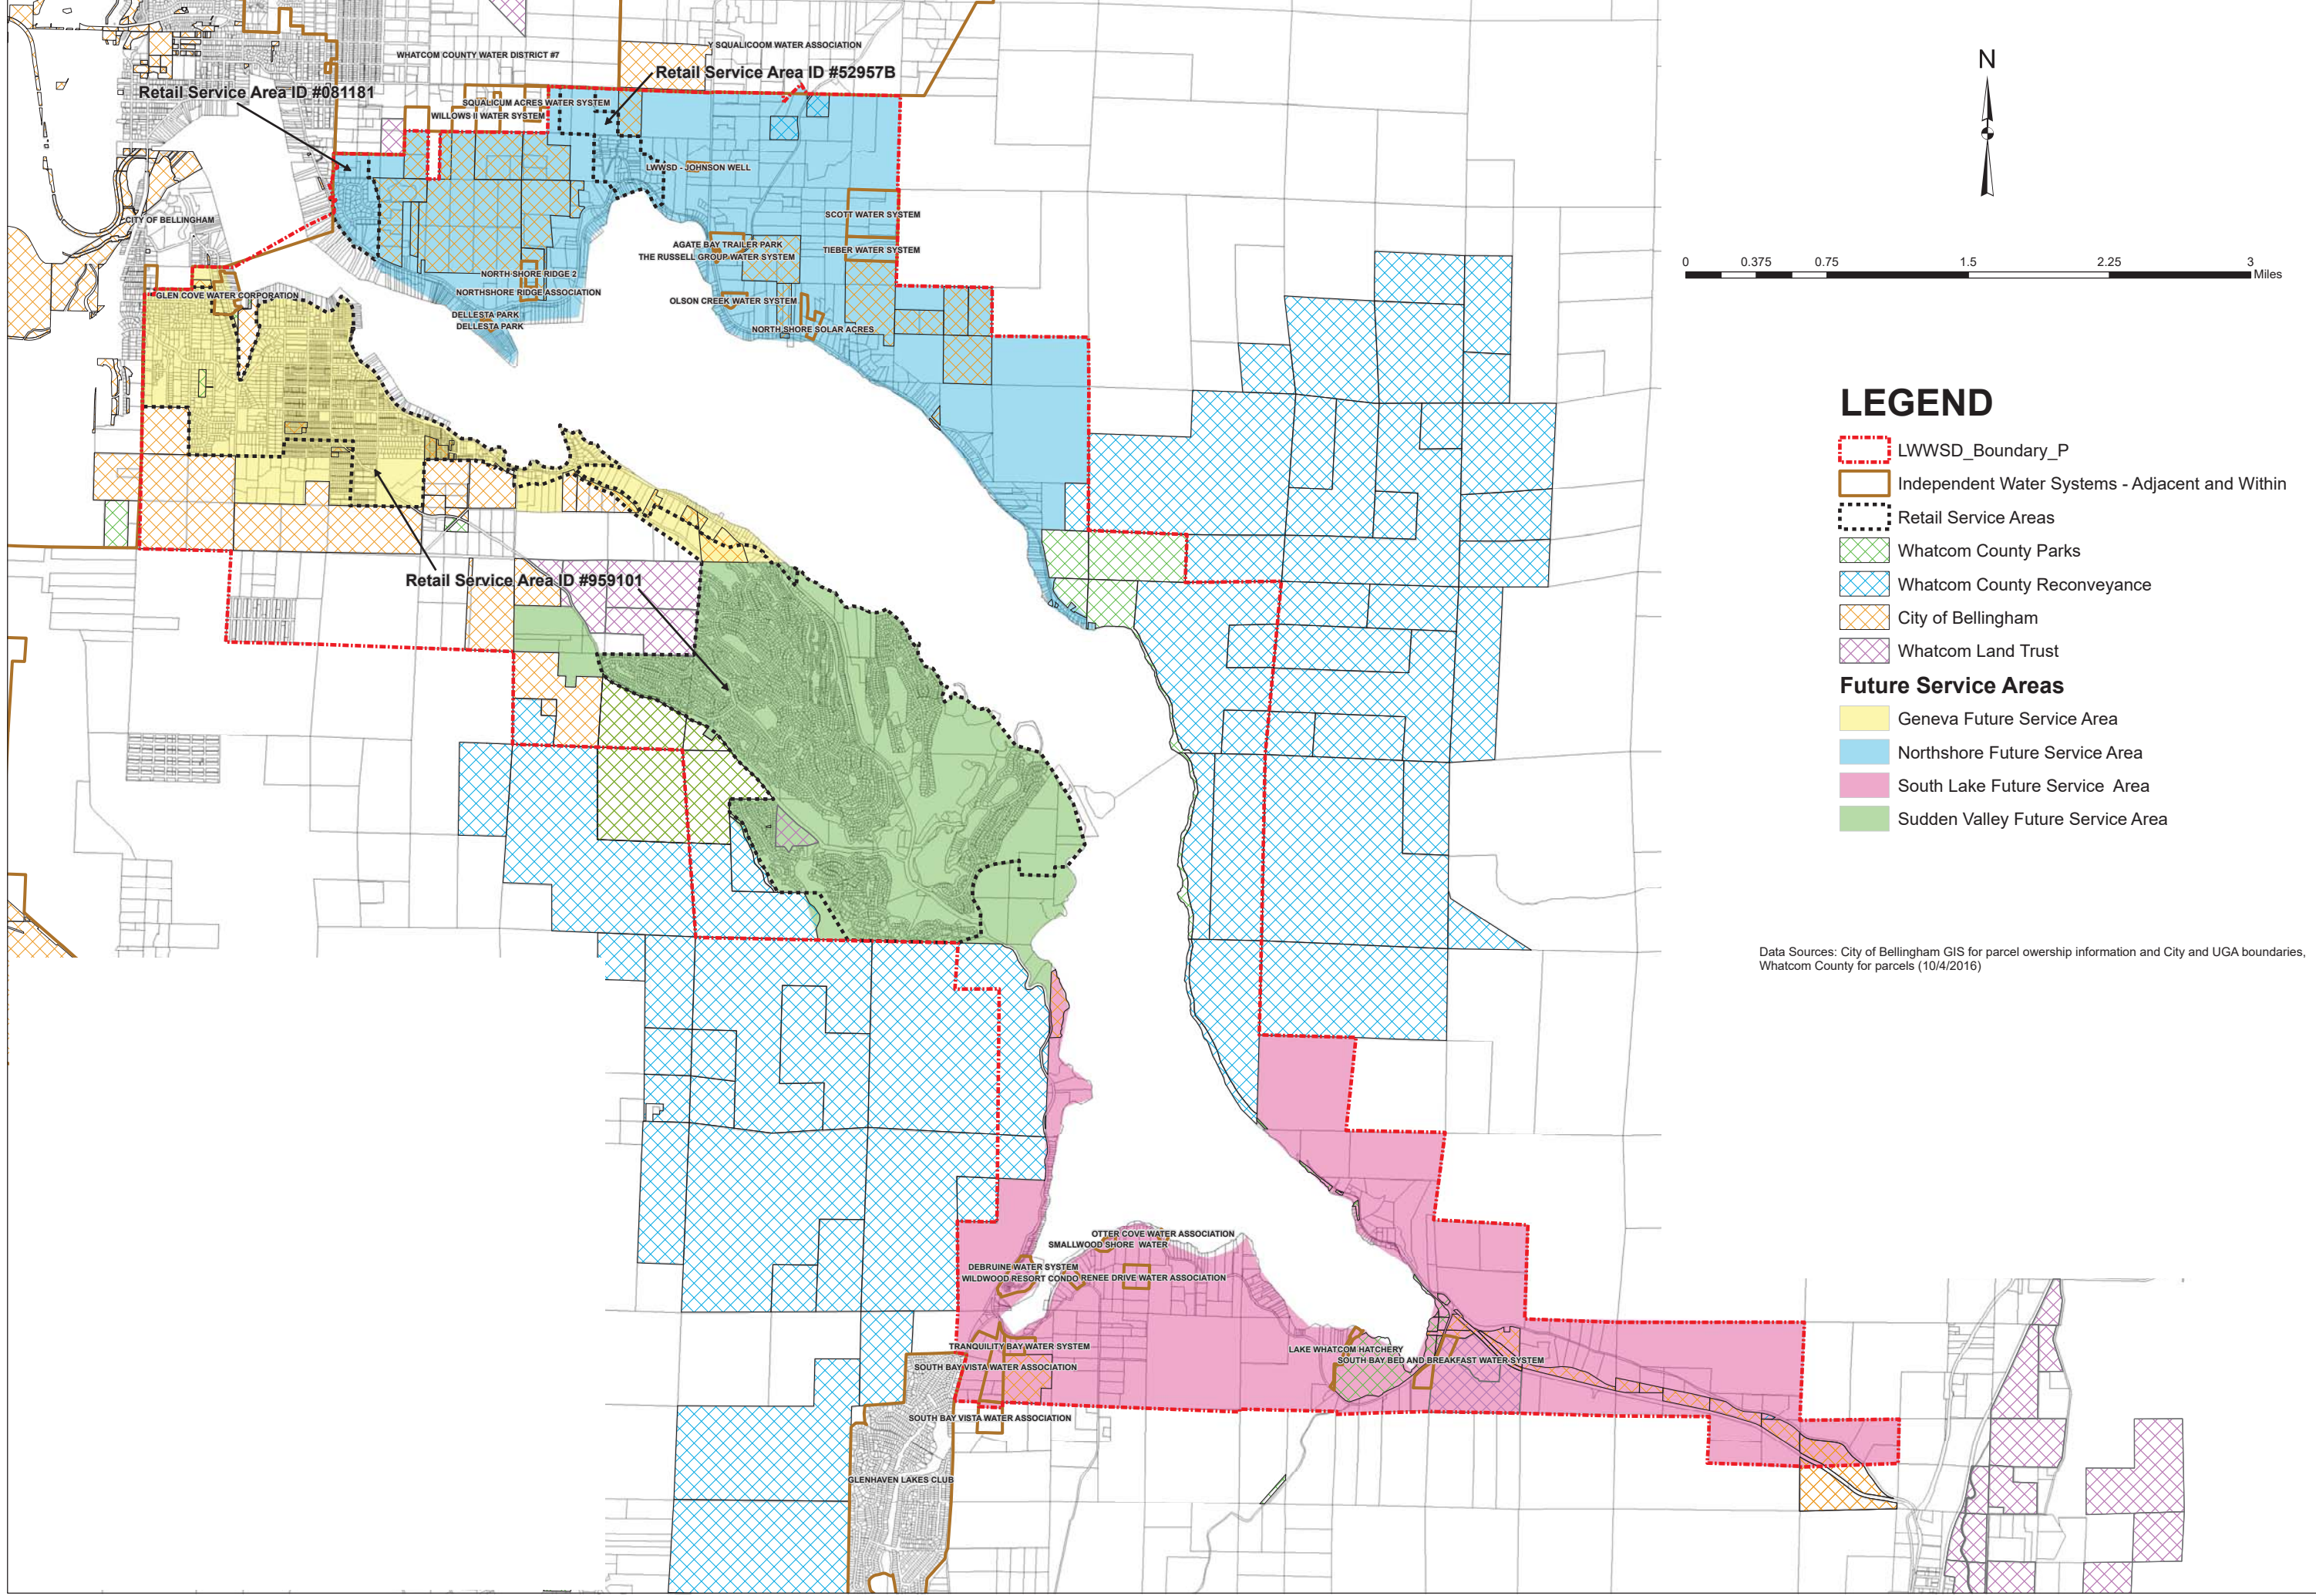 WHATCOM COUNTY WATER DISTRICT #7
Y SQUALICOOM WATER ASSOCIATION
Retail Service Area ID #52957B
Retail Service Area ID #081181
SQUALICUM ACRES WATER SYSTEM
WILLOWS II WATER SYSTEM
LWWSD - JOHNSON WELL
CITY OF BELLINGHAM
SCOTT WATER SYSTEM
AGATE BAY TRAILER PARK
TIEBER WATER SYSTEM
THE RUSSELL GROUP WATER SYSTEM
NORTH SHORE RIDGE 2
NORTHSHORE RIDGE ASSOCIATION
GLEN COVE WATER CORPORATION
OLSON CREEK WATER SYSTEM
DELLESTA PARK
DELLESTA PARK
NORTH SHORE SOLAR ACRES
Retail Service Area ID #959101
OTTER COVE WATER ASSOCIATION
SMALLWOOD SHORE WATER
DEBRUINE WATER SYSTEM
WILDWOOD RESORT CONDO
RENEE DRIVE WATER ASSOCIATION
TRANQUILITY BAY WATER SYSTEM
LAKE WHATCOM HATCHERY
SOUTH BAY BED AND BREAKFAST WATER SYSTEM
SOUTH BAY VISTA WATER ASSOCIATION
SOUTH BAY VISTA WATER ASSOCIATION
GLENHAVEN LAKES CLUB
N
0 0.375 0.75 1.5 2.25 3
Miles
LEGEND
LWWSD_Boundary_P
Independent Water Systems - Adjacent and Within
Retail Service Areas
Whatcom County Parks
Whatcom County Reconveyance
City of Bellingham
Whatcom Land Trust
Future Service Areas
Geneva Future Service Area
Northshore Future Service Area
South Lake Future Service Area
Sudden Valley Future Service Area
Data Sources: City of Bellingham GIS for parcel owership information and City and UGA boundaries,
Whatcom County for parcels (10/4/2016)